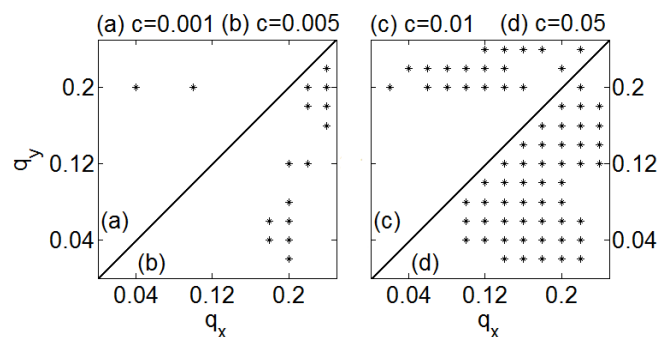 (a) c=0.001 (b) c=0.005 (c) c=0.01 (d) c=0.05
0.2 0.2
q_y
0.12 0.12
(a) (c)
0.04 0.04
(b) (d)
0.04 0.12 0.2 0.04 0.12 0.2
q_x q_x